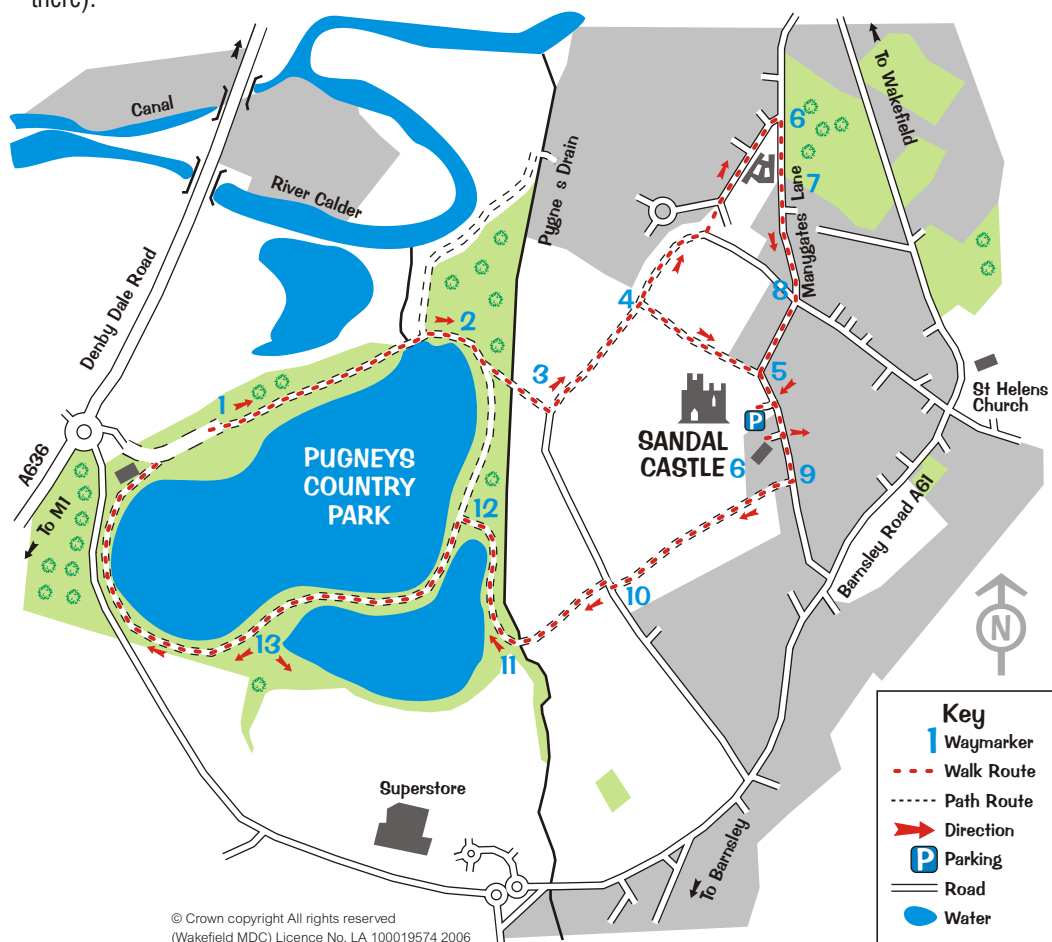 there).
Canal
River Calder
Pugne s Drain
To Wakefield
Denby Dale Road
Manygates Lane
6
7
8
4
2
3
5
1
St Helens
Church
P
SANDAL
CASTLE
6
9
A636
To M1
PUGNEYS
COUNTRY
PARK
12
Barnsley Road A61
10
13
11
N
Superstore
To Barnsley
Key
1 Waymarker
Walk Route
Path Route
Direction
P Parking
Road
Water
© Crown copyright All rights reserved
(Wakefield MDC) Licence No. LA 100019574 2006